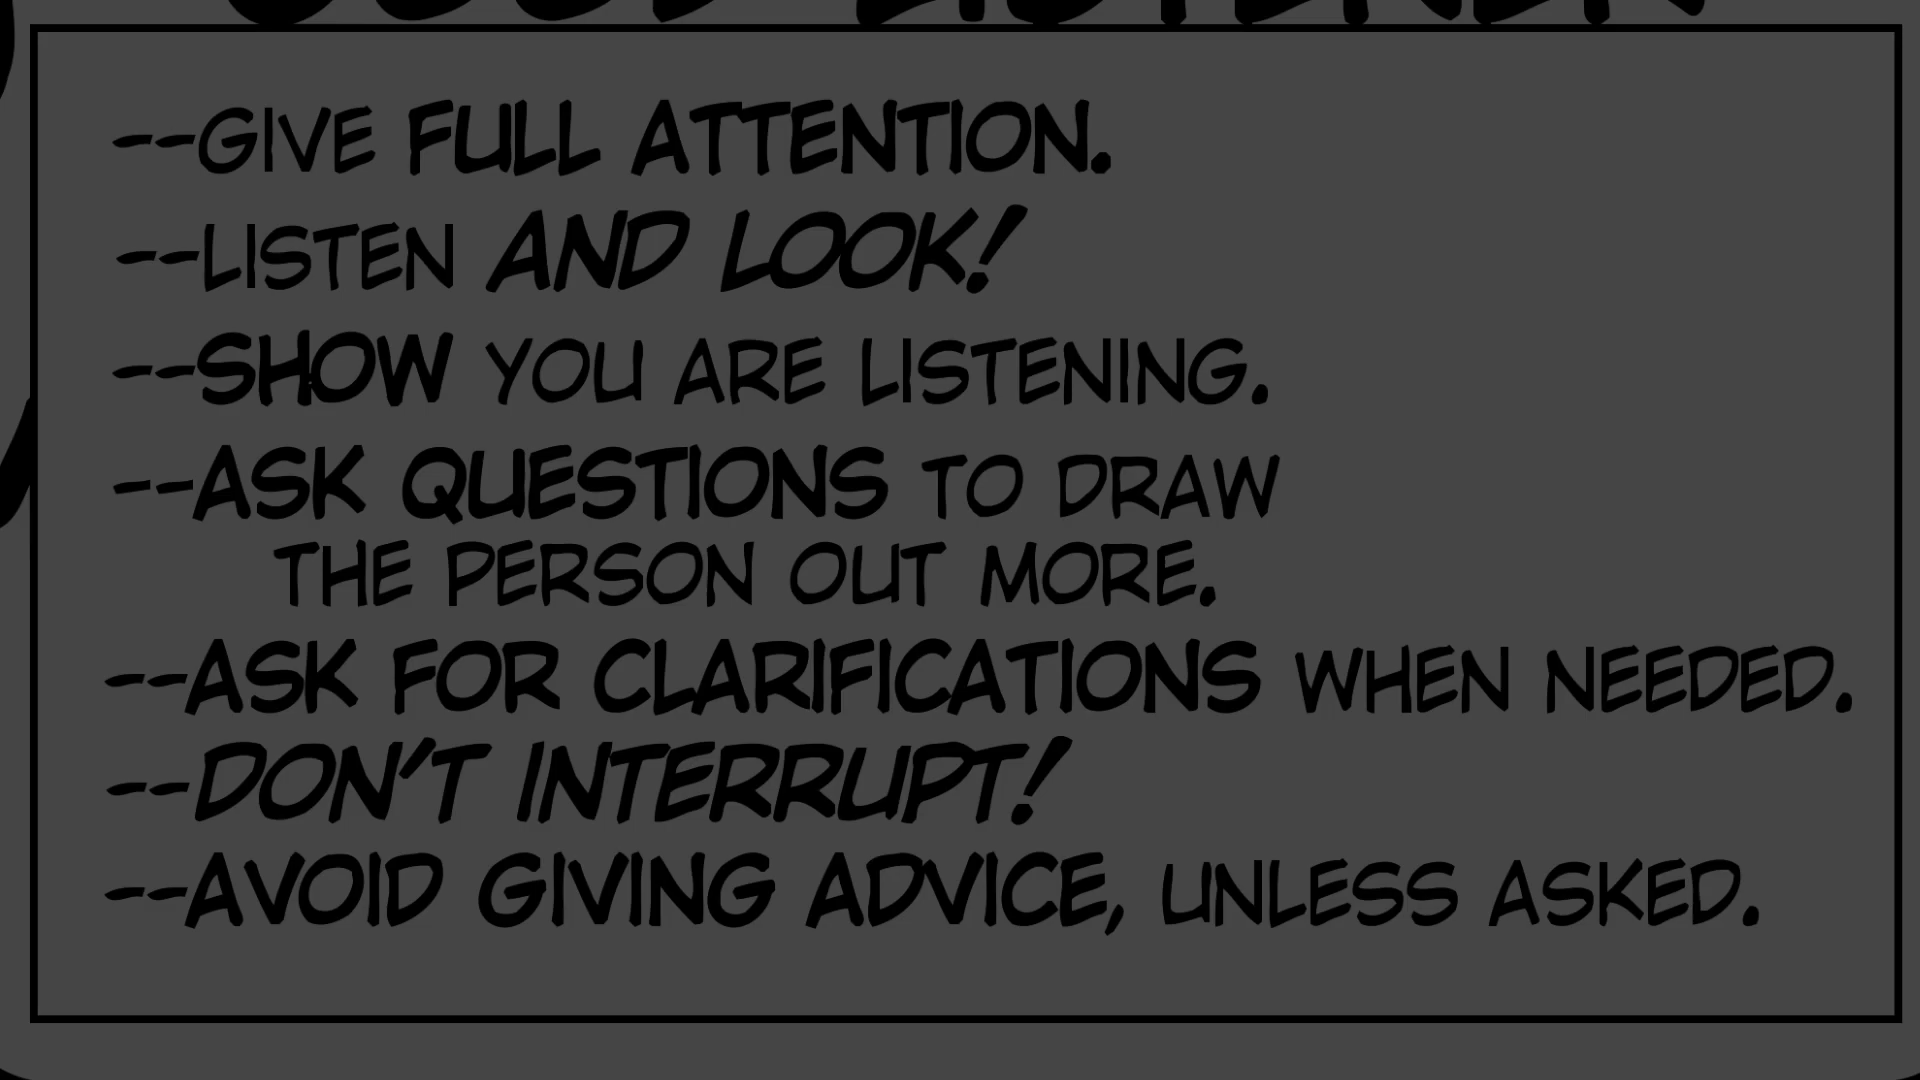 --GIVE FULL ATTENTION.
--LISTEN AND LOOK!
--SHOW YOU ARE LISTENING.
--ASK QUESTIONS TO DRAW
THE PERSON OUT MORE.
--ASK FOR CLARIFICATIONS WHEN NEEDED.
--DON'T INTERRUPT!
--AVOID GIVING ADVICE, UNLESS ASKED.